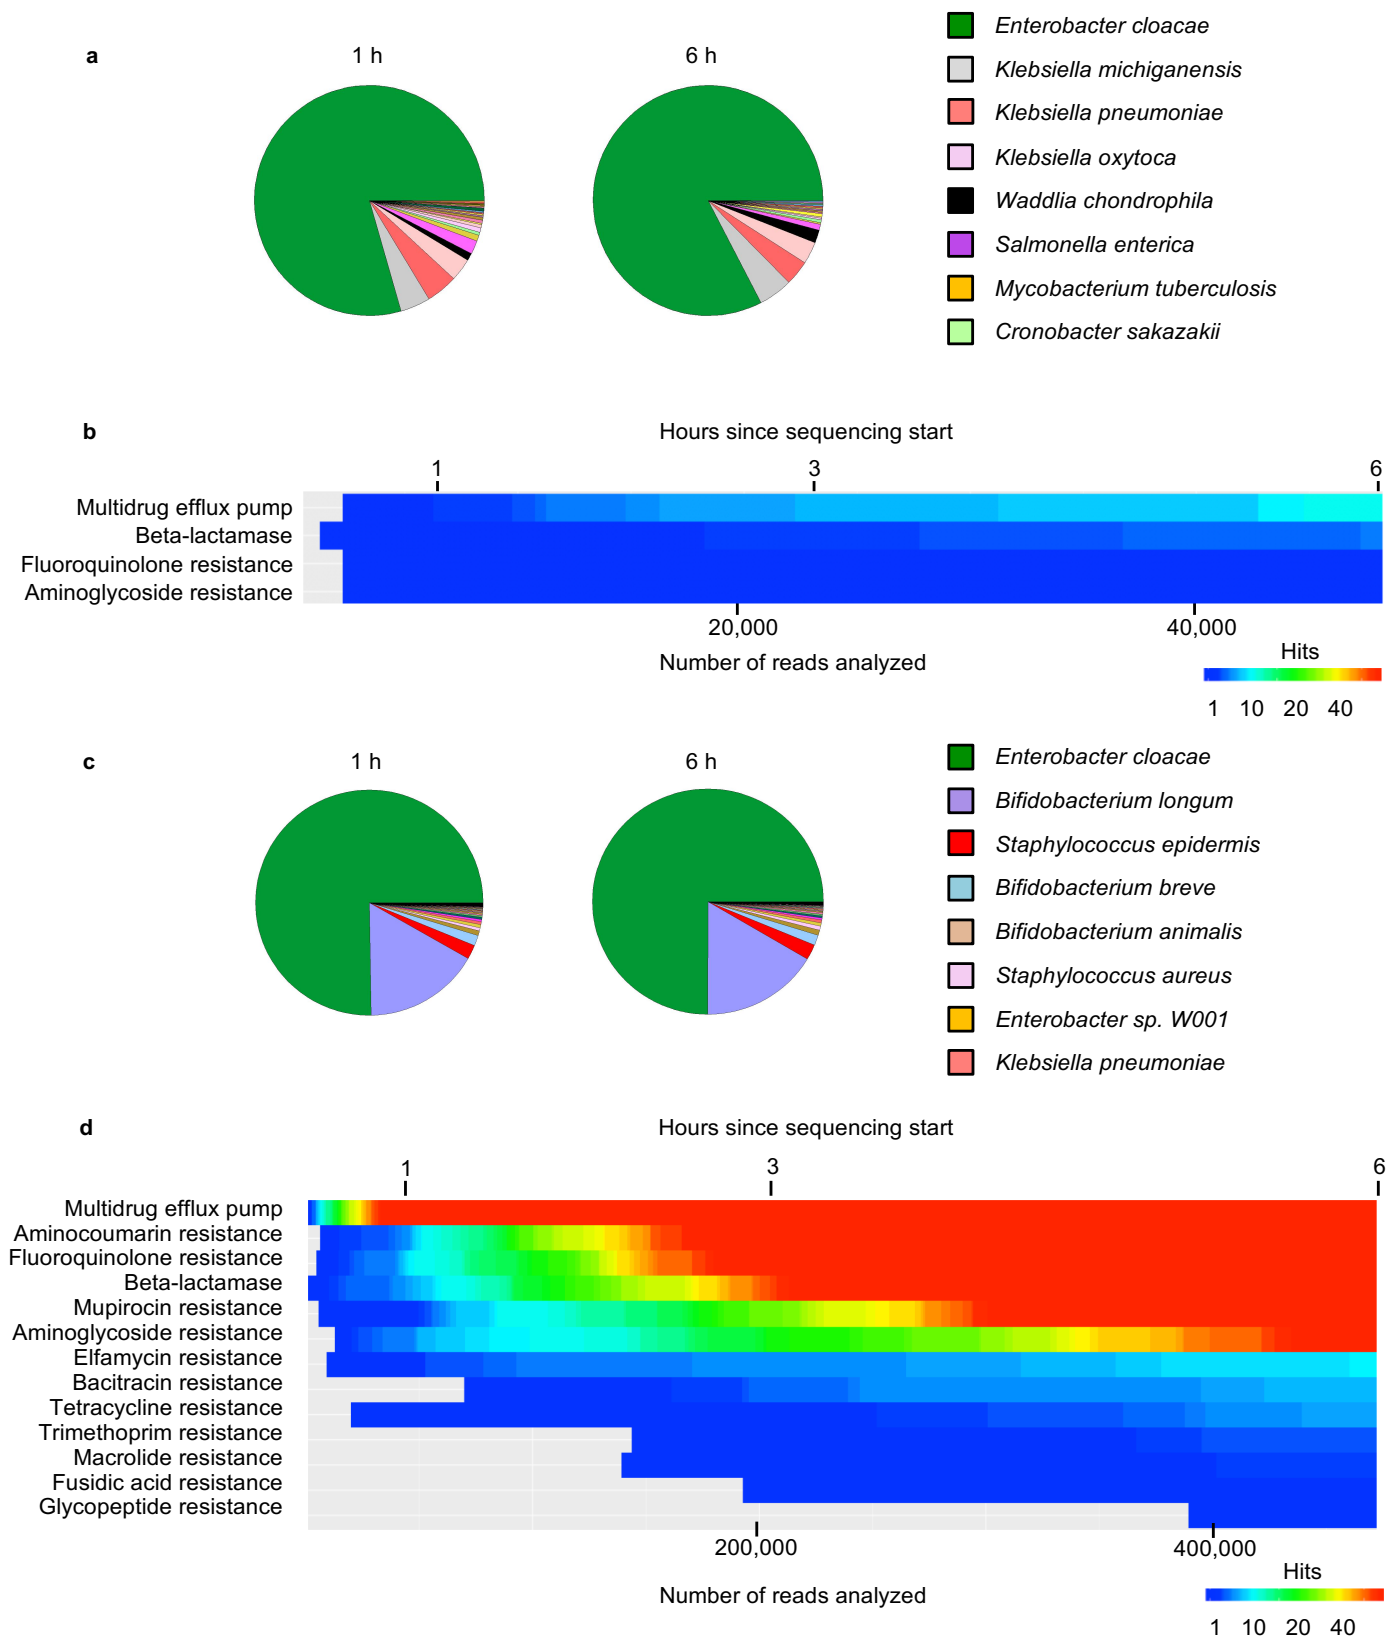 a
1 h
6 h
Enterobacter cloacae
Klebsiella michiganensis
Klebsiella pneumoniae
Klebsiella oxytoca
Waddlia chondrophila
Salmonella enterica
Mycobacterium tuberculosis
Cronobacter sakazakii
b
Hours since sequencing start
1 3 6
Multidrug efflux pump
Beta-lactamase
Fluoroquinolone resistance
Aminoglycoside resistance
20,000 40,000
Number of reads analyzed
Hits
1 10 20 40
c
1 h
6 h
Enterobacter cloacae
Bifidobacterium longum
Staphylococcus epidermis
Bifidobacterium breve
Bifidobacterium animalis
Staphylococcus aureus
Enterobacter sp. W001
Klebsiella pneumoniae
d
Hours since sequencing start
1 3 6
Multidrug efflux pump
Aminocoumarin resistance
Fluoroquinolone resistance
Beta-lactamase
Mupirocin resistance
Aminoglycoside resistance
Elfamycin resistance
Bacitracin resistance
Tetracycline resistance
Trimethoprim resistance
Macrolide resistance
Fusidic acid resistance
Glycopeptide resistance
200,000 400,000
Number of reads analyzed
Hits
1 10 20 40